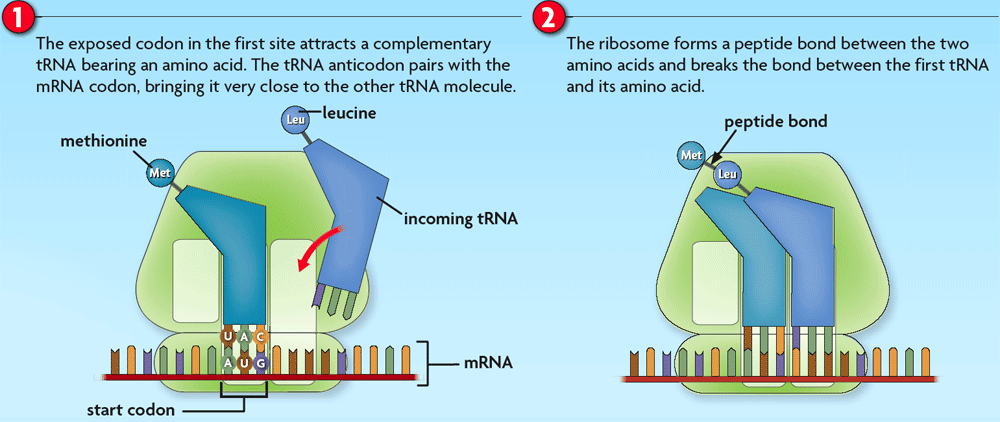 1
The exposed codon in the first site attracts a complementary
tRNA bearing an amino acid. The tRNA anticodon pairs with the
mRNA codon, bringing it very close to the other tRNA molecule.
Leu
leucine
methionine
Met
incoming tRNA
U A C
A U G
mRNA
start codon
2
The ribosome forms a peptide bond between the two
amino acids and breaks the bond between the first tRNA
and its amino acid.
peptide bond
Met
Leu